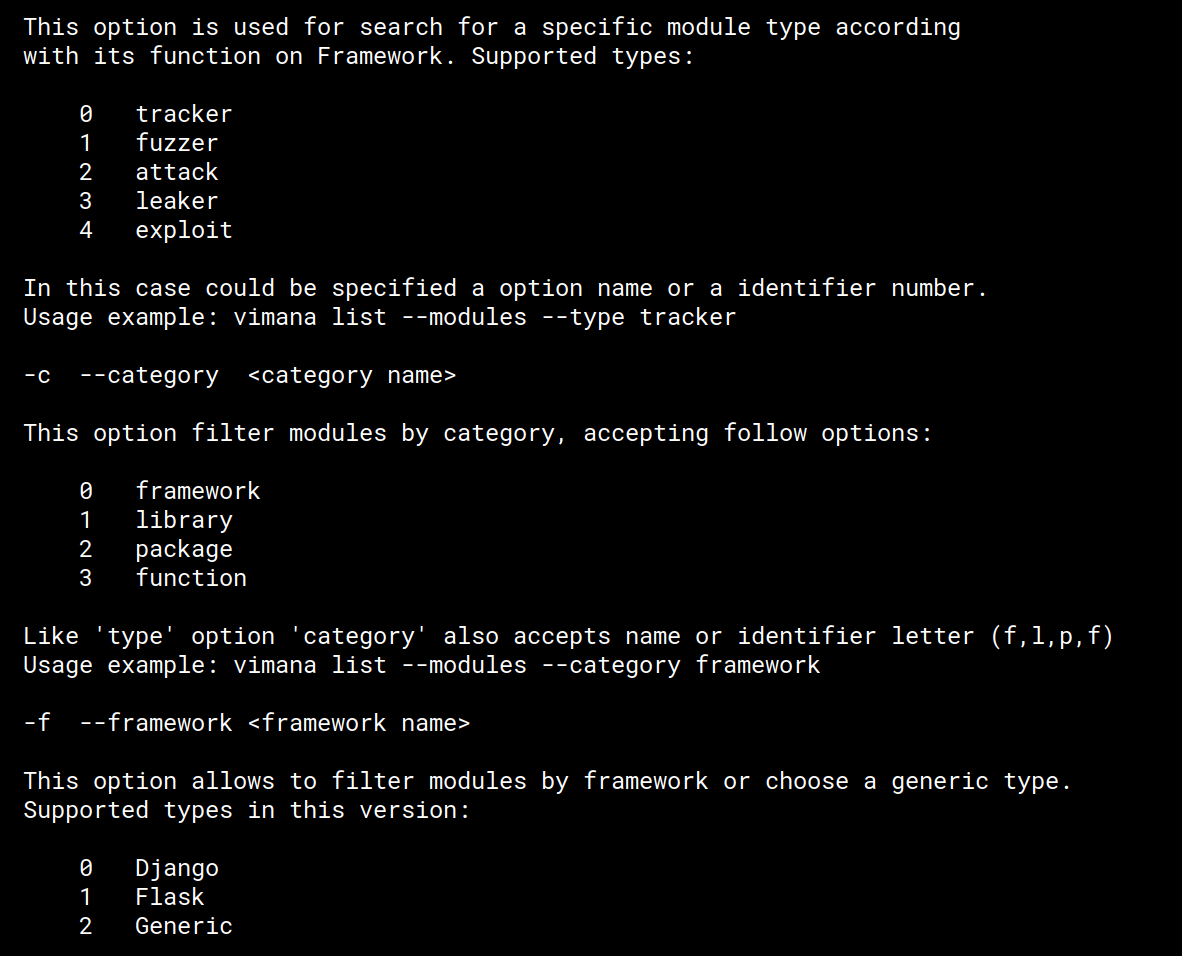 This option is used for search for a specific module type according
with its function on Framework. Supported types:
0 tracker
1 fuzzer
2 attack
3 leaker
4 exploit
In this case could be specified a option name or a identifier number.
Usage example: vimana list --modules --type tracker
-c --category <category name>
This option filter modules by category, accepting follow options:
0 framework
1 library
2 package
3 function
Like 'type' option 'category' also accepts name or identifier letter (f,l,p,f)
Usage example: vimana list --modules --category framework
-f --framework <framework name>
This option allows to filter modules by framework or choose a generic type.
Supported types in this version:
0 Django
1 Flask
2 Generic